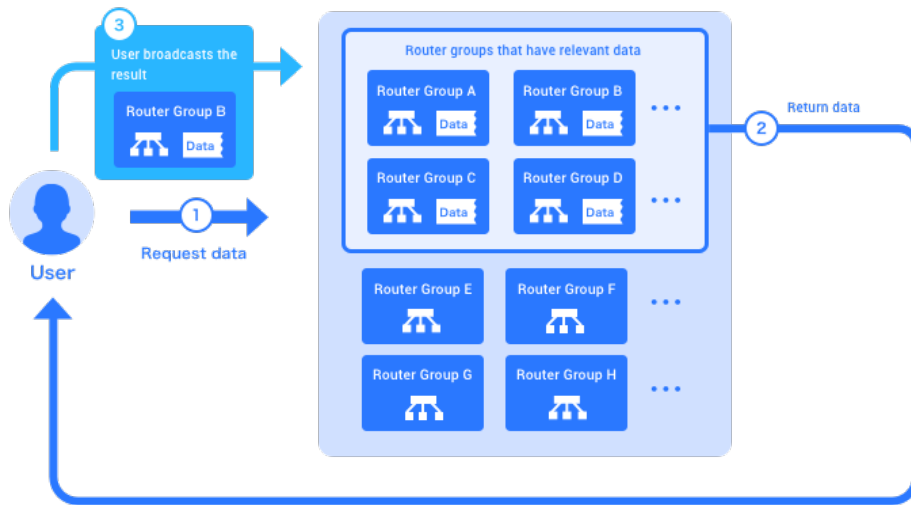 3
User broadcasts the
result
Router Group B
Data
1
Request data
User
Router groups that have relevant data
Router Group A
Data
Router Group B
Data
Router Group C
Data
Router Group D
Data
Router Group E
Router Group F
Router Group G
Router Group H
2
Return data